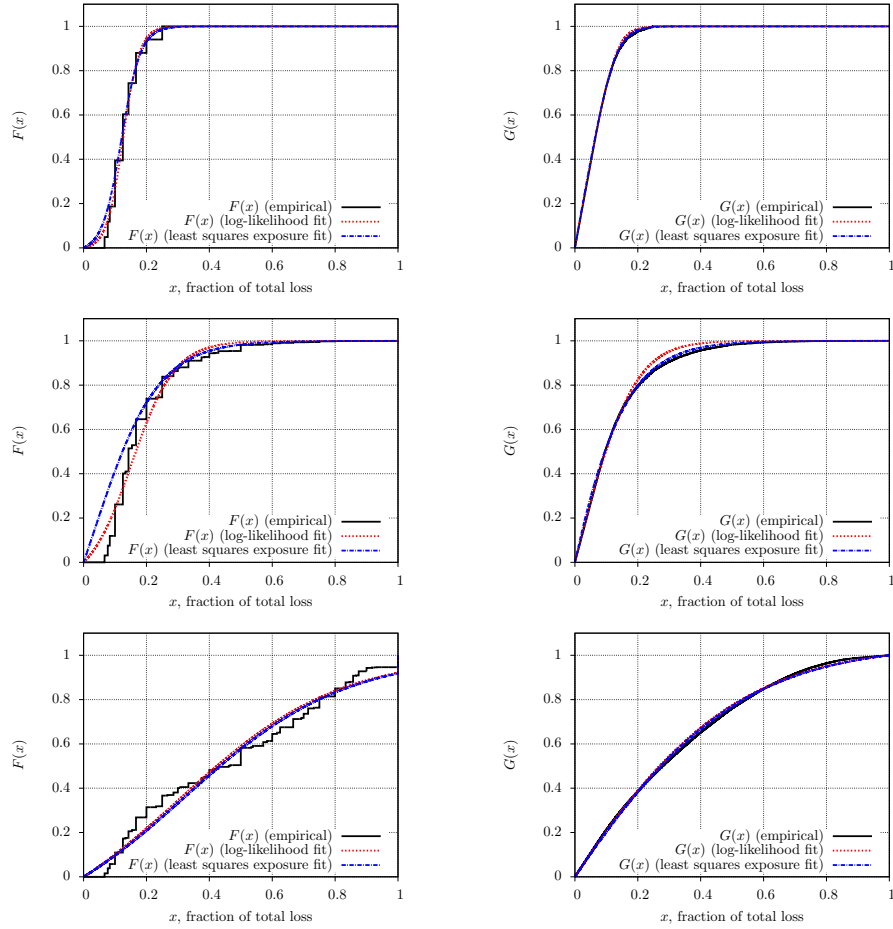 F(x)
1
0.8
0.6
0.4
0.2
0
F(x) (empirical)
F(x) (log-likelihood fit)
F(x) (least squares exposure fit)
0 0.2 0.4 0.6 0.8 1
x, fraction of total loss
G(x)
1
0.8
0.6
0.4
0.2
0
G(x) (empirical)
G(x) (log-likelihood fit)
G(x) (least squares exposure fit)
0 0.2 0.4 0.6 0.8 1
x, fraction of total loss
F(x)
1
0.8
0.6
0.4
0.2
0
F(x) (empirical)
F(x) (log-likelihood fit)
F(x) (least squares exposure fit)
0 0.2 0.4 0.6 0.8 1
x, fraction of total loss
G(x)
1
0.8
0.6
0.4
0.2
0
G(x) (empirical)
G(x) (log-likelihood fit)
G(x) (least squares exposure fit)
0 0.2 0.4 0.6 0.8 1
x, fraction of total loss
F(x)
1
0.8
0.6
0.4
0.2
0
F(x) (empirical)
F(x) (log-likelihood fit)
F(x) (least squares exposure fit)
0 0.2 0.4 0.6 0.8 1
x, fraction of total loss
G(x)
1
0.8
0.6
0.4
0.2
0
G(x) (empirical)
G(x) (log-likelihood fit)
G(x) (least squares exposure fit)
0 0.2 0.4 0.6 0.8 1
x, fraction of total loss